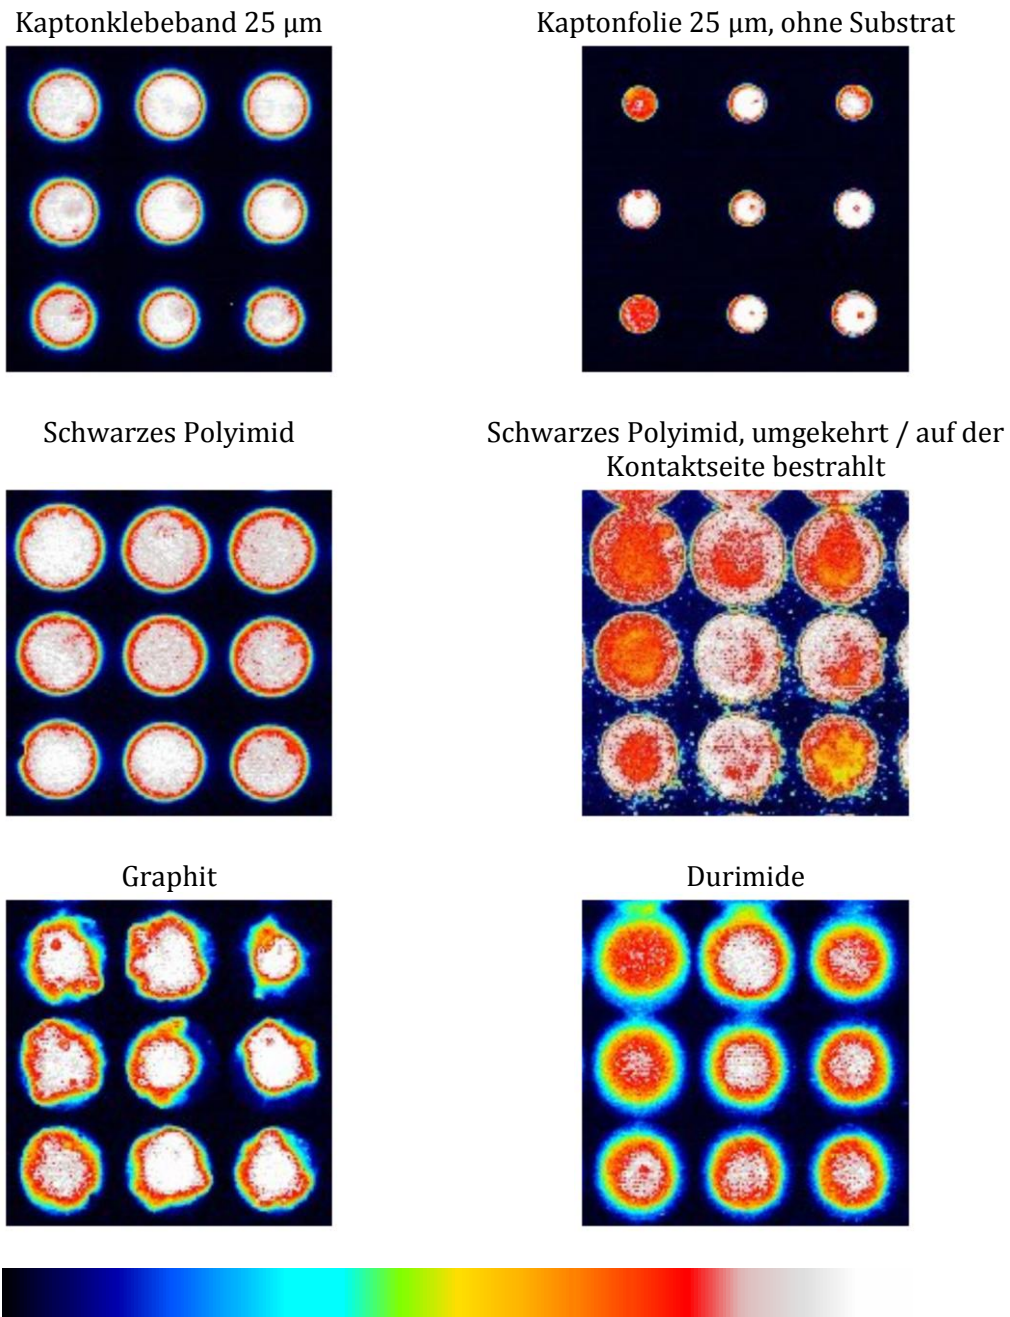 Kaptonklebeband 25 µm
Kaptonfolie 25 µm, ohne Substrat
Schwarzes Polyimid
Schwarzes Polyimid, umgekehrt / auf der
Kontaktseite bestrahlt
Graphit
Durimide